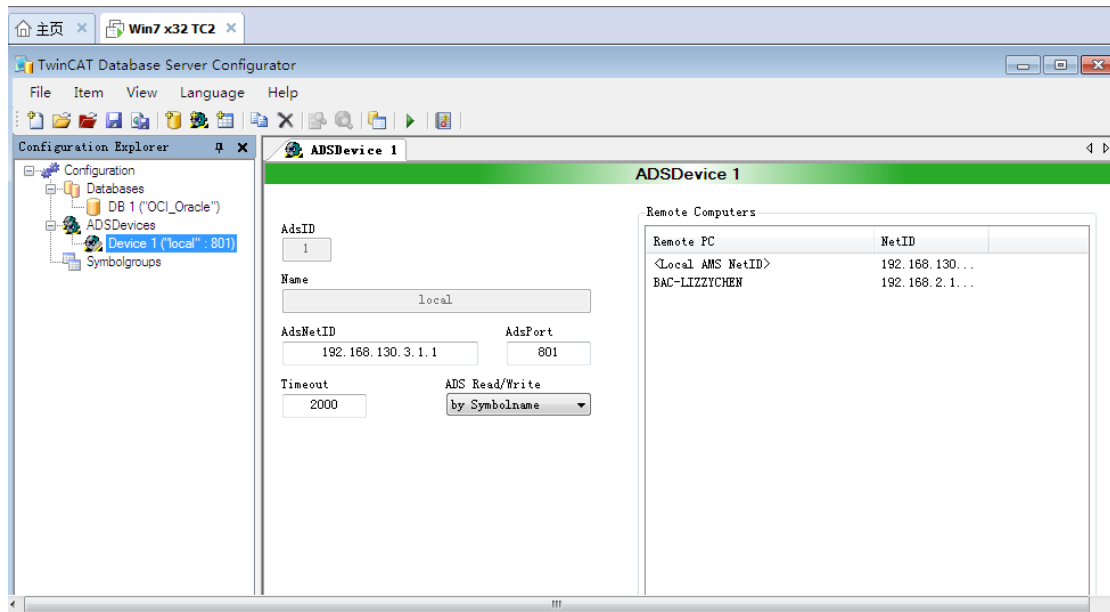 主页
Win7 x32 TC2
TwinCAT Database Server Configurator
File Item View Language Help
Configuration Explorer
ADSDevice 1
Configuration
Databases
DB 1 ("OCI_Oracle")
ADSDevices
Device 1 ("local" : 801)
Symbolgroups
ADSDevice 1
AdsID
1
Name
local
AdsNetID AdsPort
192.168.130.3.1.1 801
Timeout ADS Read/Write
2000 by Symbolname
Remote Computers
Remote PC NetID
<Local AMS NetID> 192.168.130...
BAC-LIZZYCHEN 192.168.2.1...